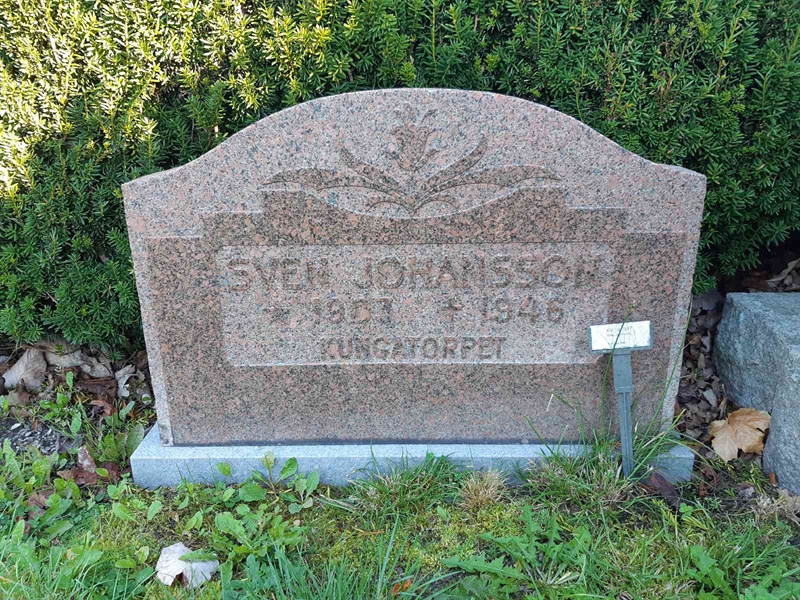 SVEN JOHANSSON
* 1903 † 1946
KUNGATORPET